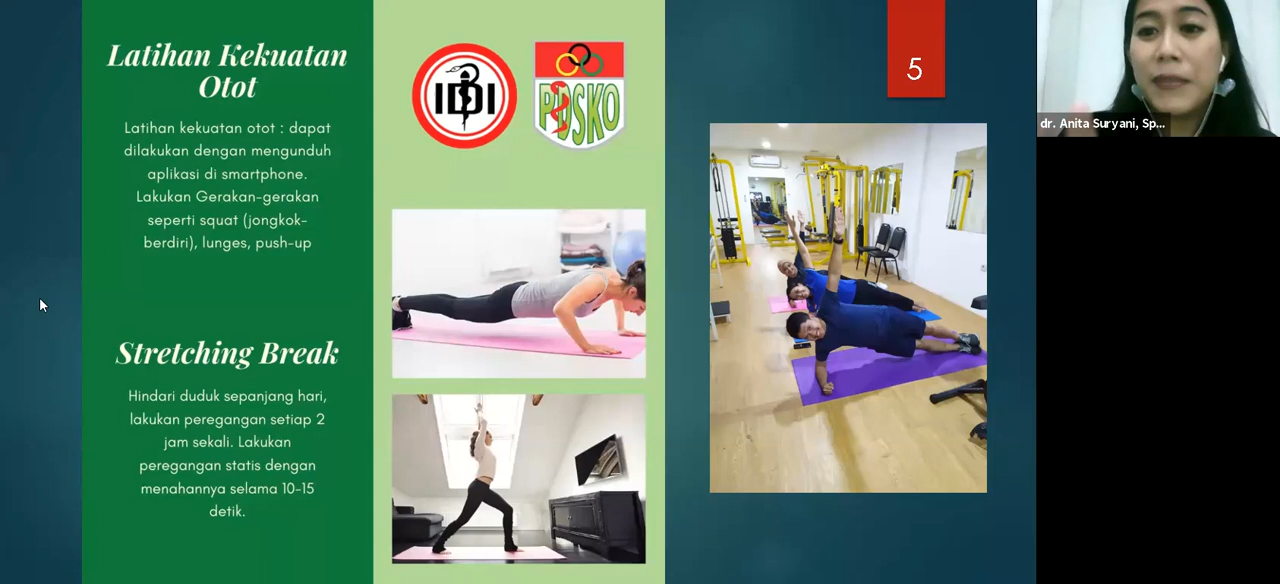 Latihan Kekuatan
Otot
Latihan kekuatan otot : dapat
dilakukan dengan mengunduh
aplikasi di smartphone.
Lakukan Gerakan-gerakan
seperti squat (jongkok-
berdiri), lunges, push-up
Stretching Break
Hindari duduk sepanjang hari,
lakukan peregangan setiap 2
jam sekali. Lakukan
peregangan statis dengan
menahannya selama 10-15
detik.
IDI
PDSKO
5
dr. Anita Suryani, Sp...